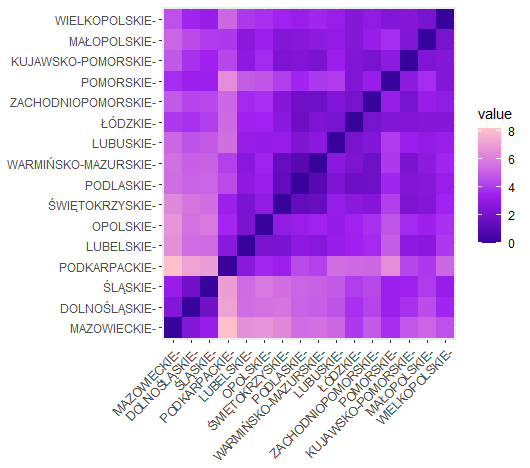 WIELKOPOLSKIE-
MAŁOPOLSKIE-
KUJAWSKO-POMORSKIE-
POMORSKIE-
ZACHODNIOPOMORSKIE-
ŁÓDZKIE-
LUBUSKIE-
WARMIŃSKO-MAZURSKIE-
PODLASKIE-
ŚWIĘTOKRZYSKIE-
OPOLSKIE-
LUBELSKIE-
PODKARPACKIE-
ŚLĄSKIE-
DOLNOŚLĄSKIE-
MAZOWIECKIE-
MAZOWIECKIE-
DOLNOŚLĄSKIE-
ŚLĄSKIE-
PODKARPACKIE-
LUBELSKIE-
OPOLSKIE-
ŚWIĘTOKRZYSKIE-
PODLASKIE-
WARMIŃSKO-MAZURSKIE-
LUBUSKIE-
ŁÓDZKIE-
ZACHODNIOPOMORSKIE-
POMORSKIE-
KUJAWSKO-POMORSKIE-
MAŁOPOLSKIE-
WIELKOPOLSKIE-
value
8
6
4
2
0